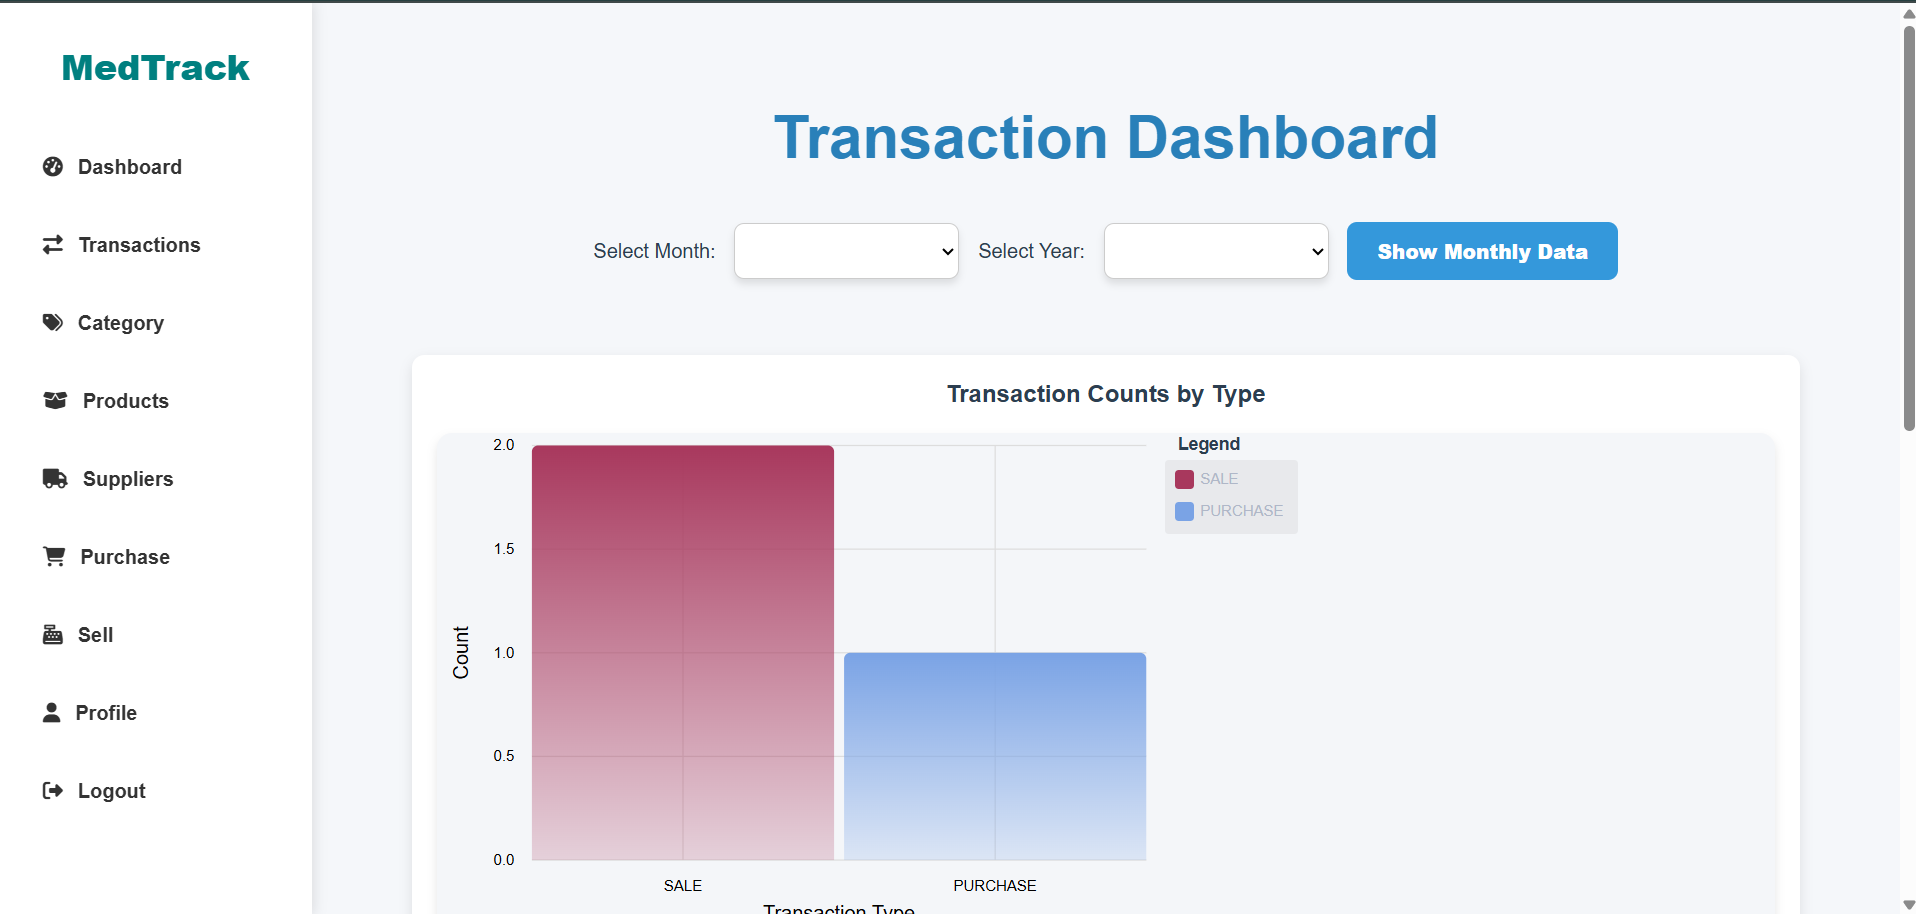 MedTrack
Dashboard
Transactions
Category
Products
Suppliers
Purchase
Sell
Profile
Logout
Transaction Dashboard
Select Month: Select Year: Show Monthly Data
Transaction Counts by Type
2.0
1.5
1.0
0.5
0.0
Count
SALE PURCHASE
Transaction Type
Legend
SALE
PURCHASE